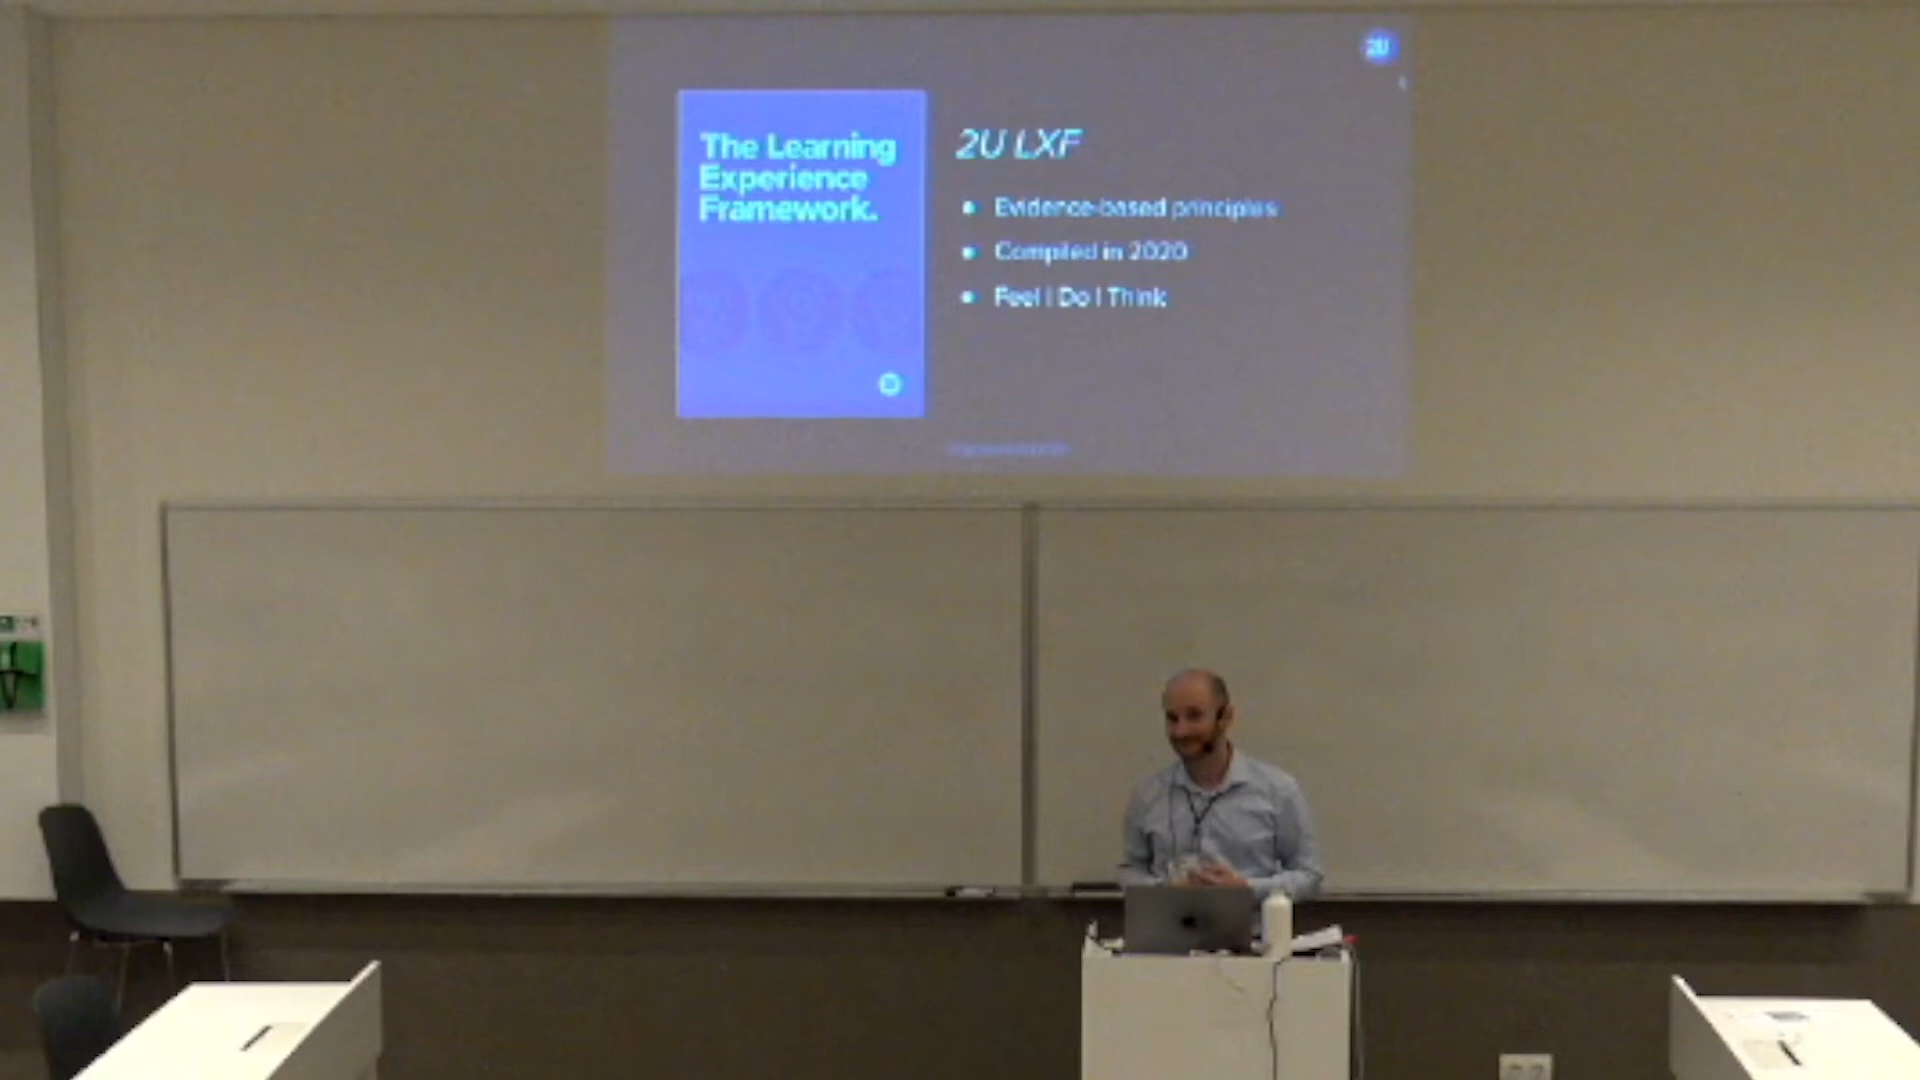 2U
The Learning
Experience
Framework.
2U LXF
Evidence-based principles
Compiled in 2020
Feel | Do | Think